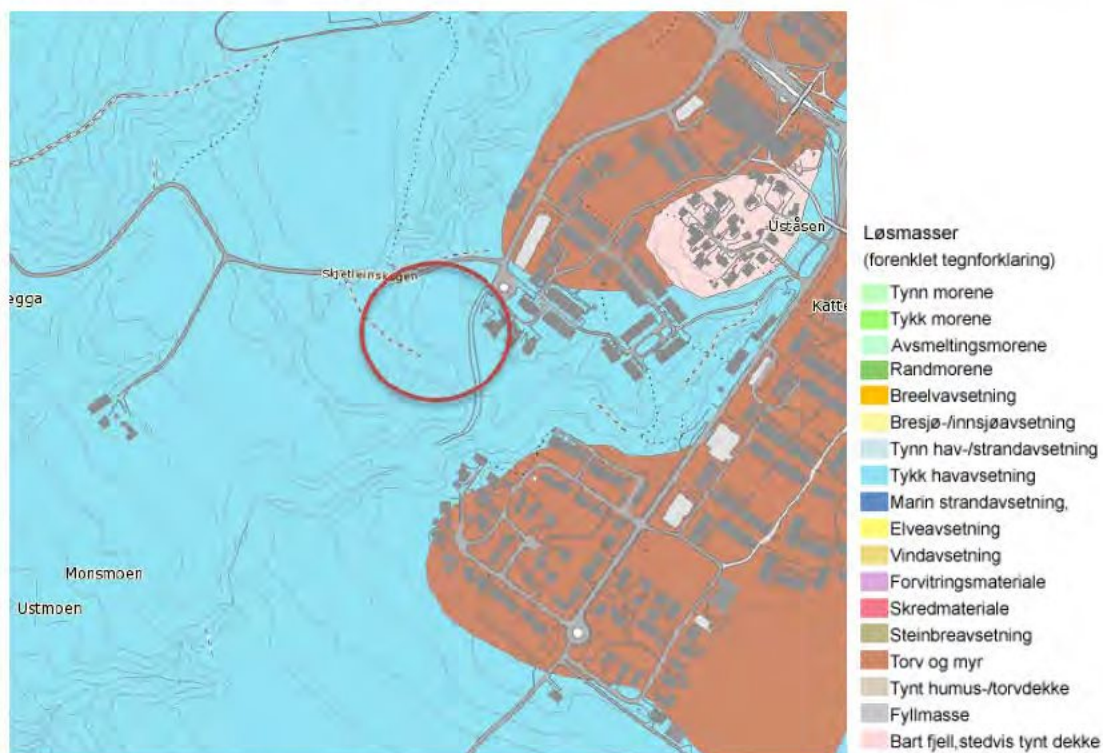 Uståsen
Skjetleinskogen
egga
Katte
Monsmoen
Ustmoen
Løsmasser
(forenklet tegnforklaring)
Tynn morene
Tykk morene
Avsmeltingsmorene
Randmorene
Breelvavsetning
Bresjø-/innsjøavsetning
Tynn hav-/strandavsetning
Tykk havavsetning
Marin strandavsetning,
Elveavsetning
Vindavsetning
Forvitringsmateriale
Skredmateriale
Steinbreavsetning
Torv og myr
Tynt humus-/torvdekke
Fyllmasse
Bart fjell,stedvis tynt dekke